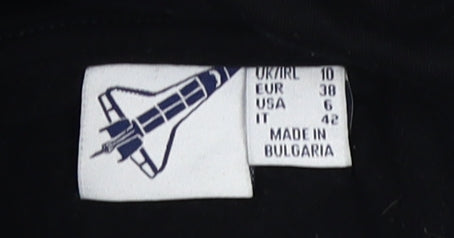 UK/IRL 10
EUR 38
USA 6
IT 42
MADE IN
BULGARIA